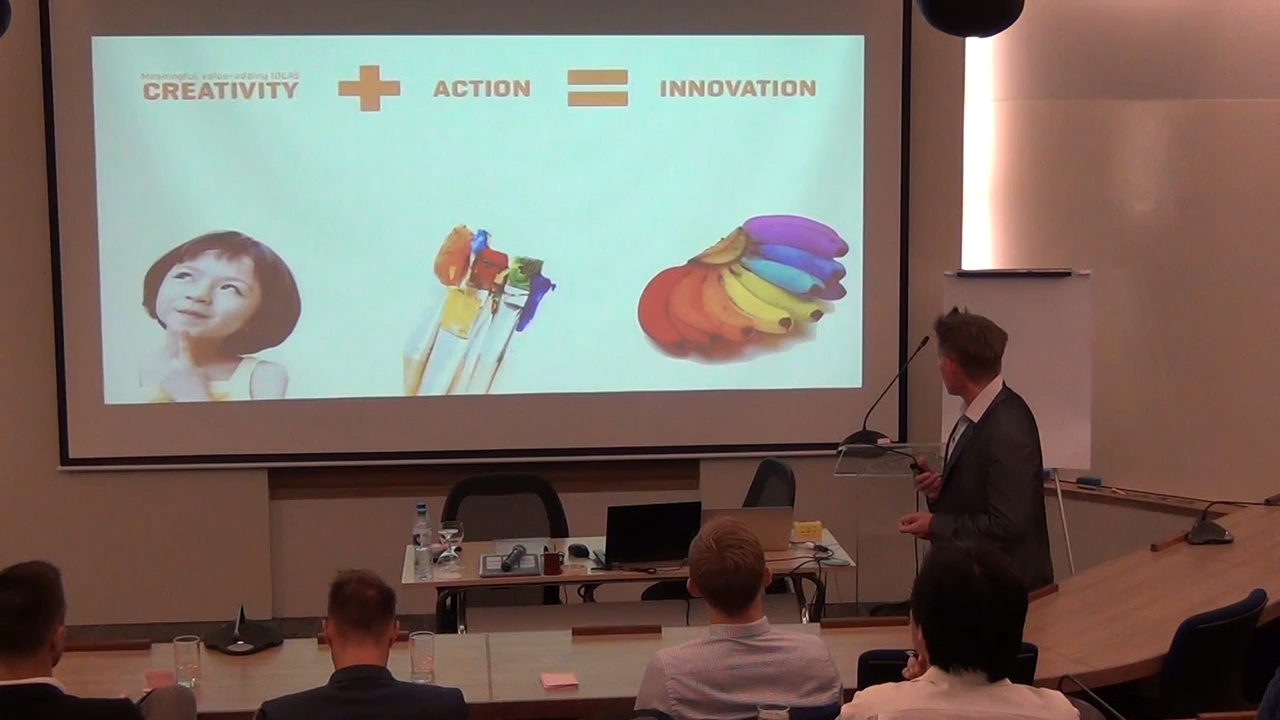 Meaningful, value-adding IDEAS
CREATIVITY + ACTION = INNOVATION